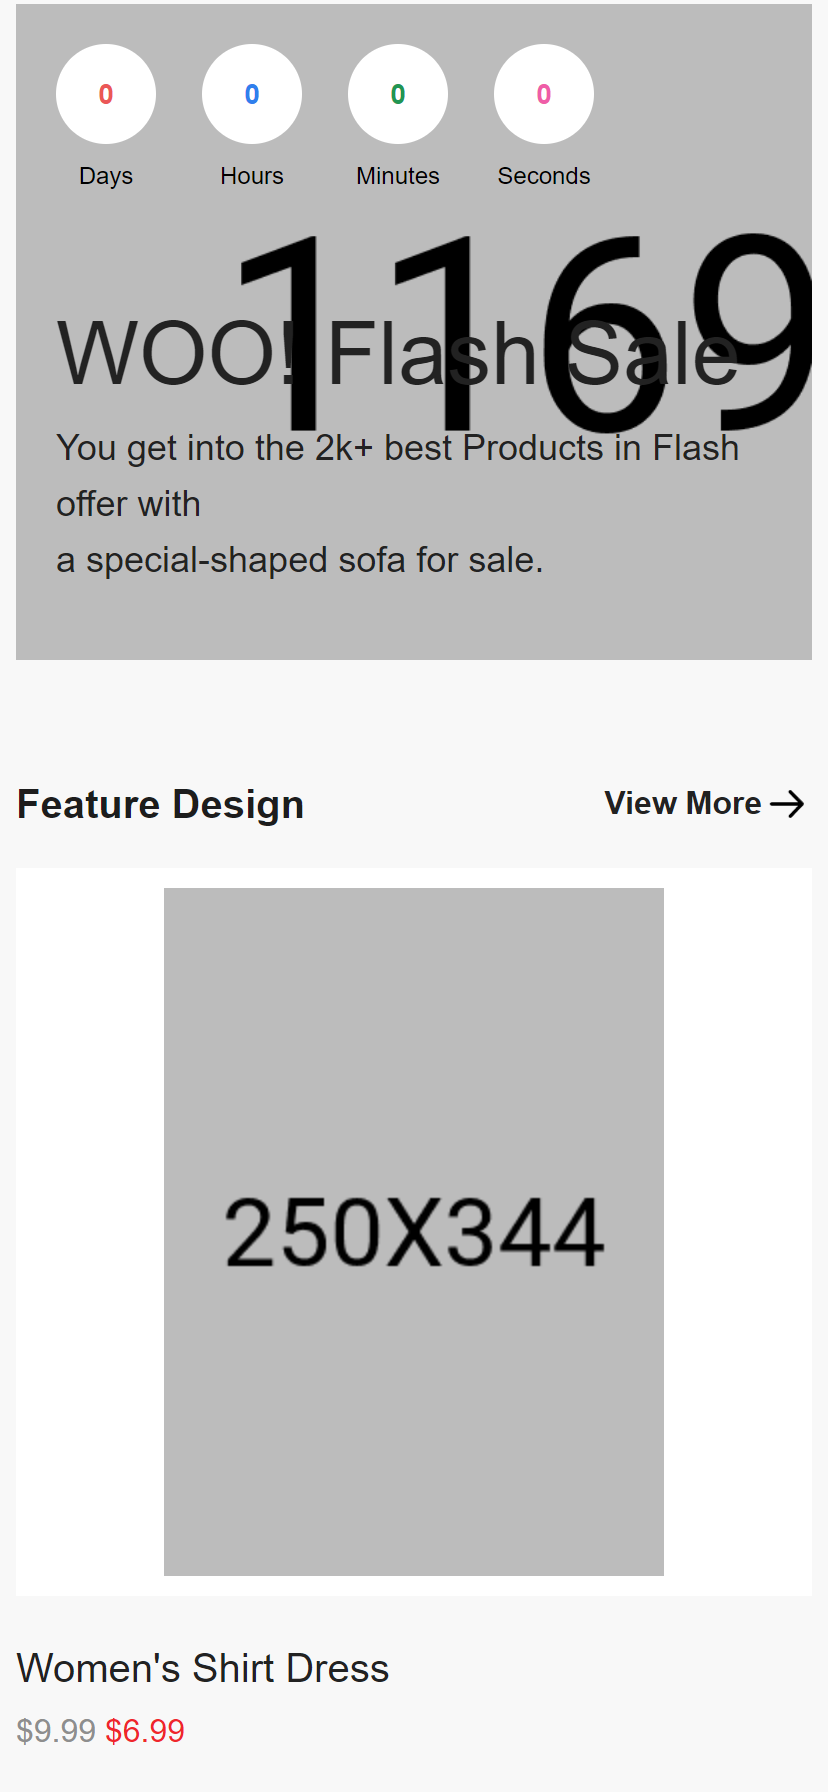 0 0 0 0
Days Hours Minutes Seconds
1169
WOO! Flash Sale
You get into the 2k+ best Products in Flash
offer with
a special-shaped sofa for sale.
Feature Design View More
250X344
Women's Shirt Dress
$9.99 $6.99